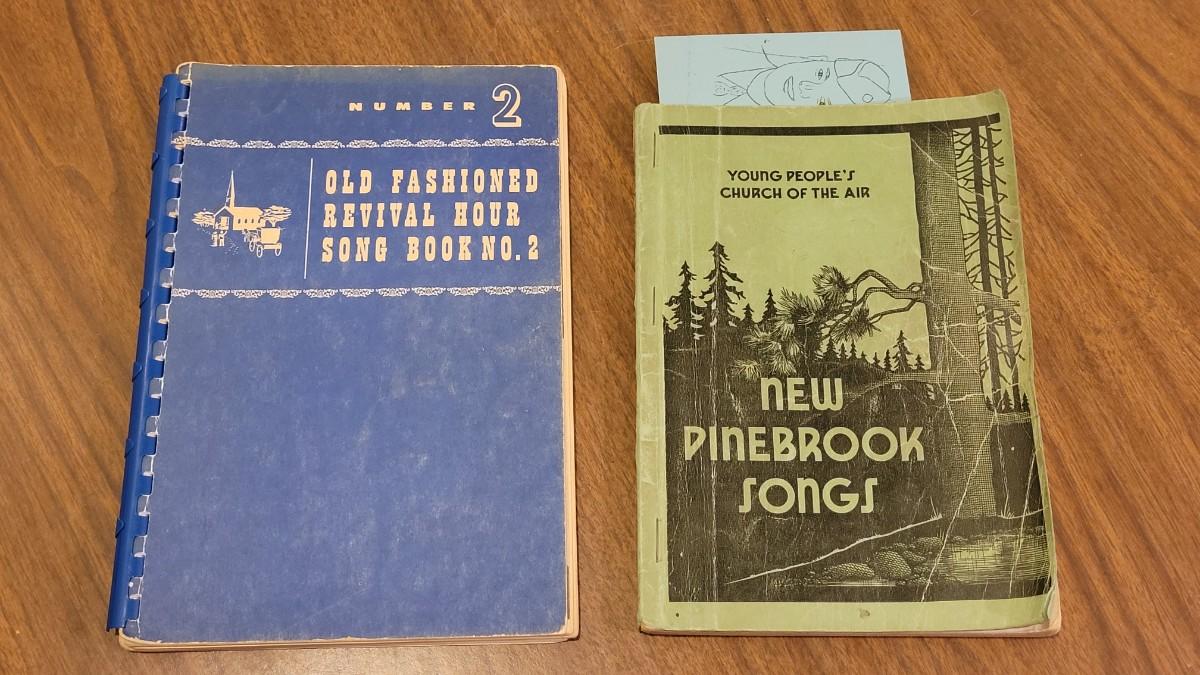 NUMBER 2
OLD FASHIONED
REVIVAL HOUR
SONG BOOK NO. 2
YOUNG PEOPLE'S
CHURCH OF THE AIR
NEW
PINEBROOK
SONGS